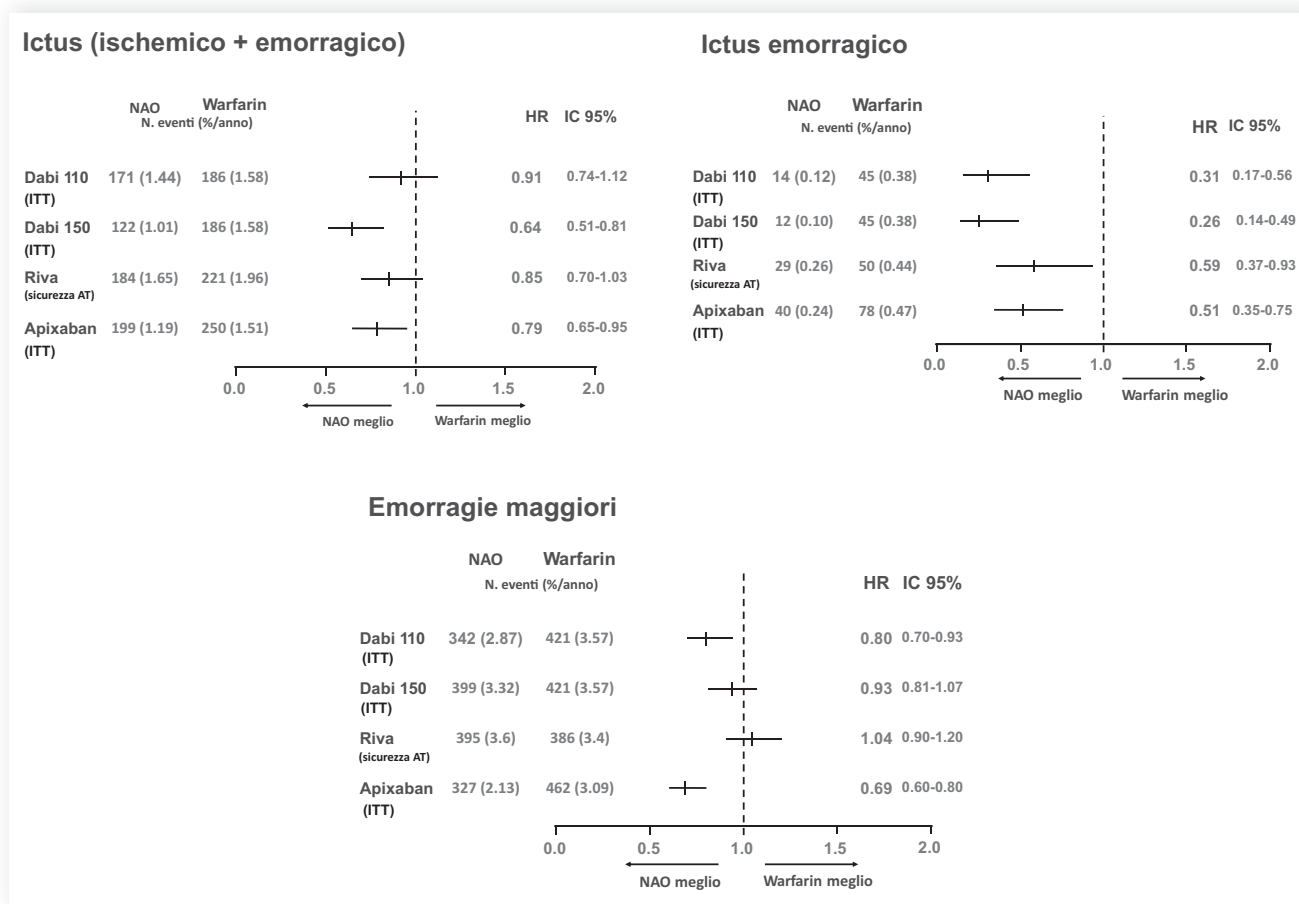 Ictus (ischemico + emorragico)
NAO Warfarin HR IC 95%
N. eventi (%/anno)
Dabi 110 171 (1.44) 186 (1.58) 0.91 0.74-1.12
(ITT)
Dabi 150 122 (1.01) 186 (1.58) 0.64 0.51-0.81
(ITT)
Riva 184 (1.65) 221 (1.96) 0.85 0.70-1.03
(sicurezza AT)
Apixaban 199 (1.19) 250 (1.51) 0.79 0.65-0.95
(ITT)
0.0 0.5 1.0 1.5 2.0
NAO meglio Warfarin meglio
Ictus emorragico
NAO Warfarin
N. eventi (%/anno) HR IC 95%
Dabi 110 14 (0.12) 45 (0.38) 0.31 0.17-0.56
(ITT)
Dabi 150 12 (0.10) 45 (0.38) 0.26 0.14-0.49
(ITT)
Riva 29 (0.26) 50 (0.44) 0.59 0.37-0.93
(sicurezza AT)
Apixaban 40 (0.24) 78 (0.47) 0.51 0.35-0.75
(ITT)
0.0 0.5 1.0 1.5 2.0
NAO meglio Warfarin meglio
Emorragie maggiori
NAO Warfarin
N. eventi (%/anno) HR IC 95%
Dabi 110 342 (2.87) 421 (3.57) 0.80 0.70-0.93
(ITT)
Dabi 150 399 (3.32) 421 (3.57) 0.93 0.81-1.07
(ITT)
Riva 395 (3.6) 386 (3.4) 1.04 0.90-1.20
(sicurezza AT)
Apixaban 327 (2.13) 462 (3.09) 0.69 0.60-0.80
(ITT)
0.0 0.5 1.0 1.5 2.0
NAO meglio Warfarin meglio